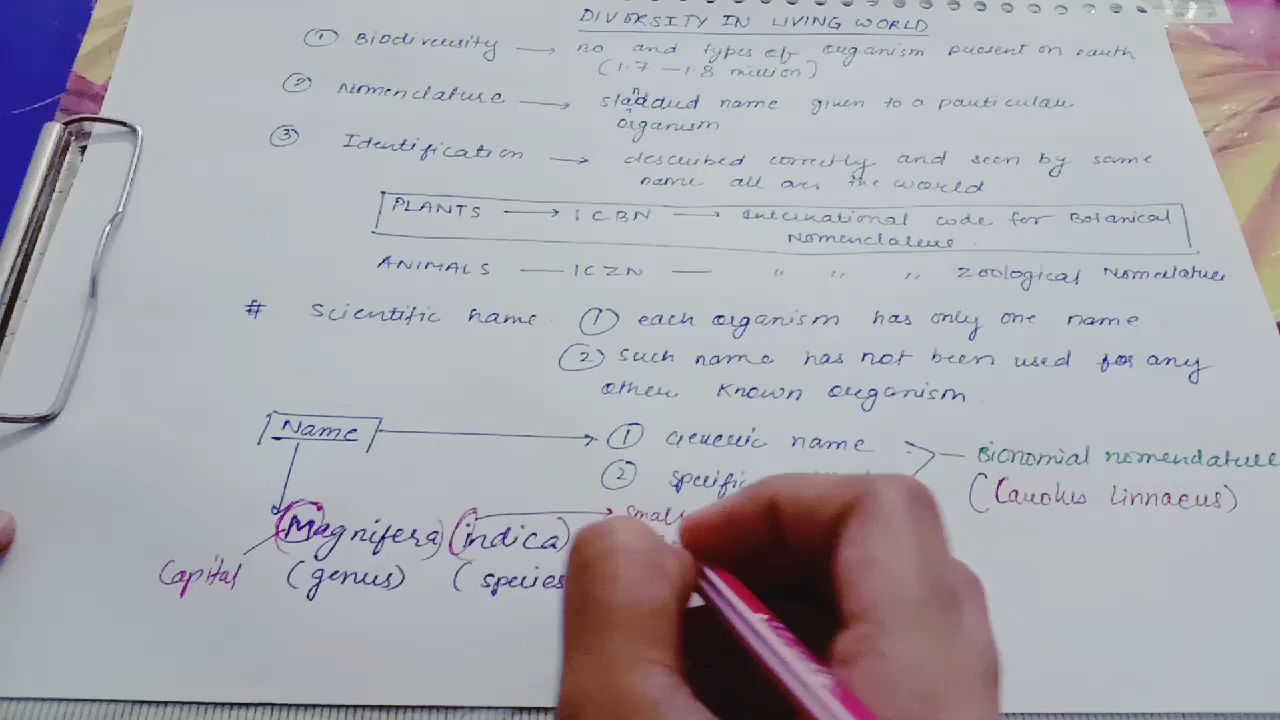 DIVERSITY IN LIVING WORLD
① Biodiversity → no and types of organism present on earth
(1.7 – 1.8 million)
② Nomenclature → standdud name given to a particular
organism
③ Identification → described correctly and seen by same
name all over the world
PLANTS → ICBN → International code for Botanical
Nomenclature
ANIMALS — ICZN — " " " Zoological Nomenclature
# Scientific name ① each organism has only one name
② such name has not been used for any
other known organism
Name → ① Generic name
② specific
Bionomial nomenclature
(Carolus Linnaeus)
small
Magnifera indica
Capital (genus) (species